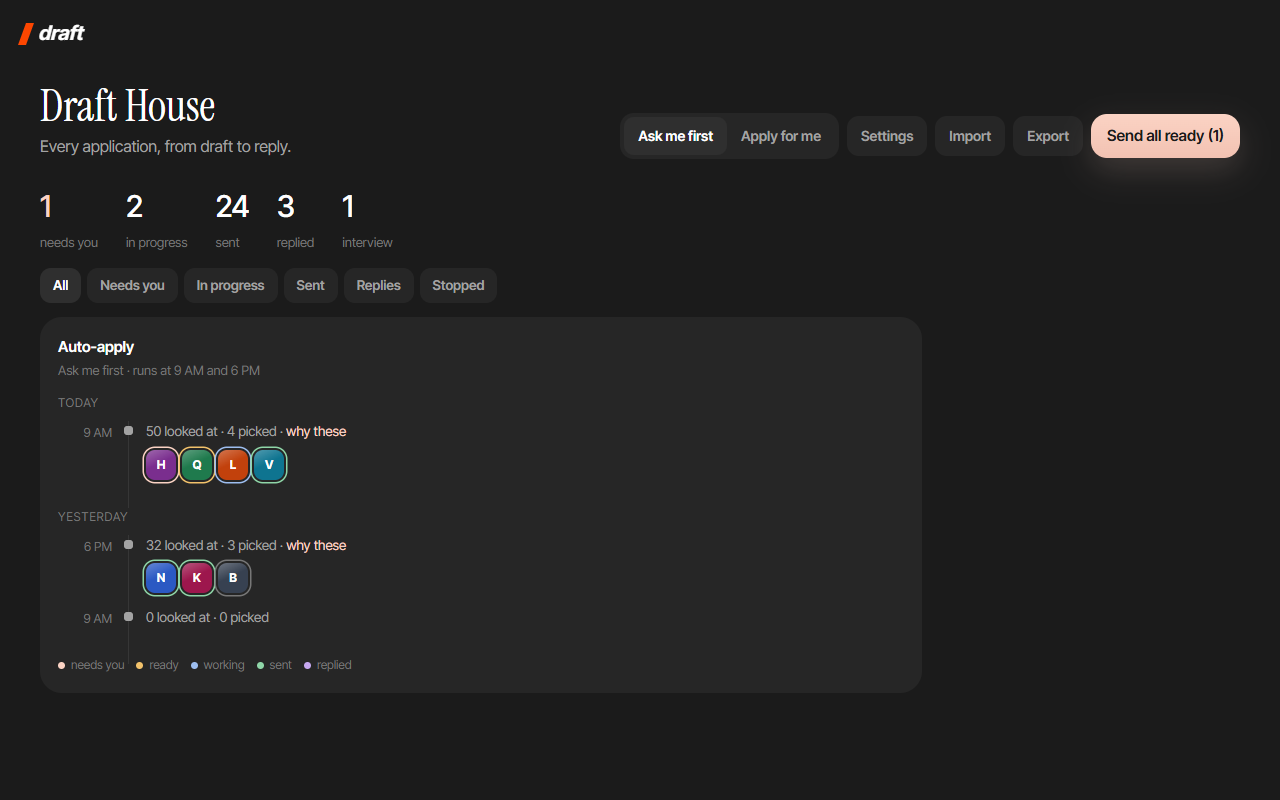 draft
Draft House
Every application, from draft to reply.
Ask me first Apply for me Settings Import Export Send all ready (1)
1 2 24 3 1
needs you in progress sent replied interview
All Needs you In progress Sent Replies Stopped
Auto-apply
Ask me first · runs at 9 AM and 6 PM
TODAY
9 AM 50 looked at · 4 picked · why these
H Q L V
YESTERDAY
6 PM 32 looked at · 3 picked · why these
N K B
9 AM 0 looked at · 0 picked
needs you ready working sent replied